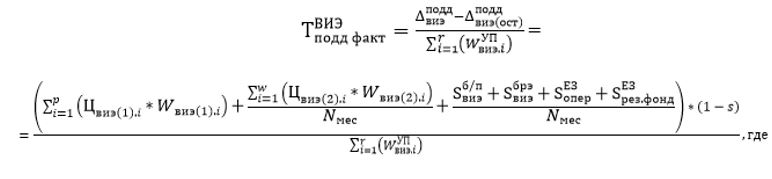 Т^ВИЭ_подд факт = (Δ^подд_виэ − Δ^подд_виэ(ост)) / (∑^r_i=1 (W^УП_виэ.i)) =
= ((∑^p_i=1 (Ц_виэ(1).i * W_виэ(1).i) + (∑^w_i=1 (Ц_виэ(2).i * W_виэ(2).i)) / N_мес + (S^б/п_виэ + S^брэ_виэ + S^ЕЗ_опер + S^ЕЗ_рез.фонд) / N_мес) * (1 − s)) / (∑^r_i=1 (W^УП_виэ.i)), где